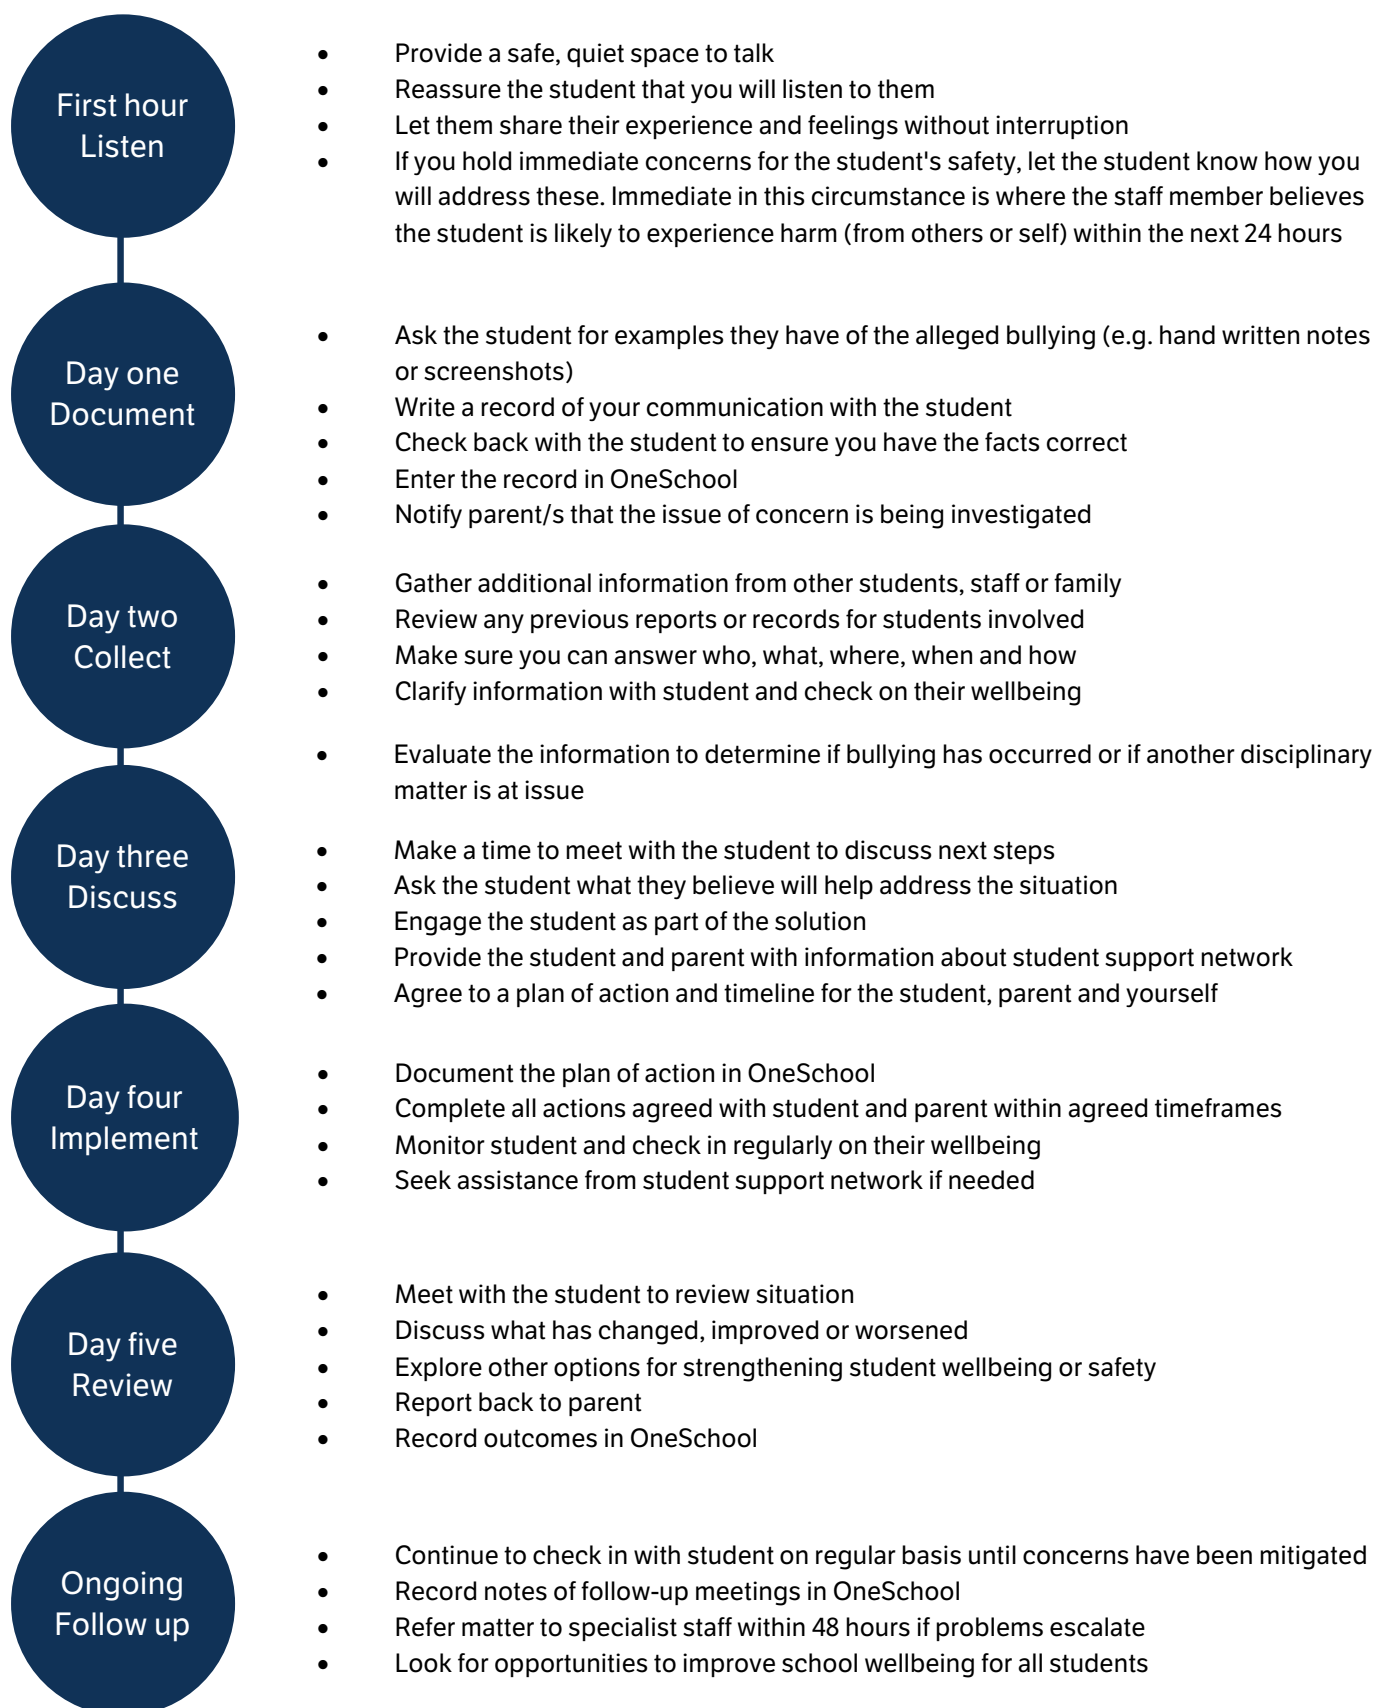 First hour
Listen
• Provide a safe, quiet space to talk
• Reassure the student that you will listen to them
• Let them share their experience and feelings without interruption
• If you hold immediate concerns for the student's safety, let the student know how you
will address these. Immediate in this circumstance is where the staff member believes
the student is likely to experience harm (from others or self) within the next 24 hours
Day one
Document
• Ask the student for examples they have of the alleged bullying (e.g. hand written notes
or screenshots)
• Write a record of your communication with the student
• Check back with the student to ensure you have the facts correct
• Enter the record in OneSchool
• Notify parent/s that the issue of concern is being investigated
Day two
Collect
• Gather additional information from other students, staff or family
• Review any previous reports or records for students involved
• Make sure you can answer who, what, where, when and how
• Clarify information with student and check on their wellbeing
Day three
Discuss
• Evaluate the information to determine if bullying has occurred or if another disciplinary
matter is at issue
• Make a time to meet with the student to discuss next steps
• Ask the student what they believe will help address the situation
• Engage the student as part of the solution
• Provide the student and parent with information about student support network
• Agree to a plan of action and timeline for the student, parent and yourself
Day four
Implement
• Document the plan of action in OneSchool
• Complete all actions agreed with student and parent within agreed timeframes
• Monitor student and check in regularly on their wellbeing
• Seek assistance from student support network if needed
Day five
Review
• Meet with the student to review situation
• Discuss what has changed, improved or worsened
• Explore other options for strengthening student wellbeing or safety
• Report back to parent
• Record outcomes in OneSchool
Ongoing
Follow up
• Continue to check in with student on regular basis until concerns have been mitigated
• Record notes of follow-up meetings in OneSchool
• Refer matter to specialist staff within 48 hours if problems escalate
• Look for opportunities to improve school wellbeing for all students